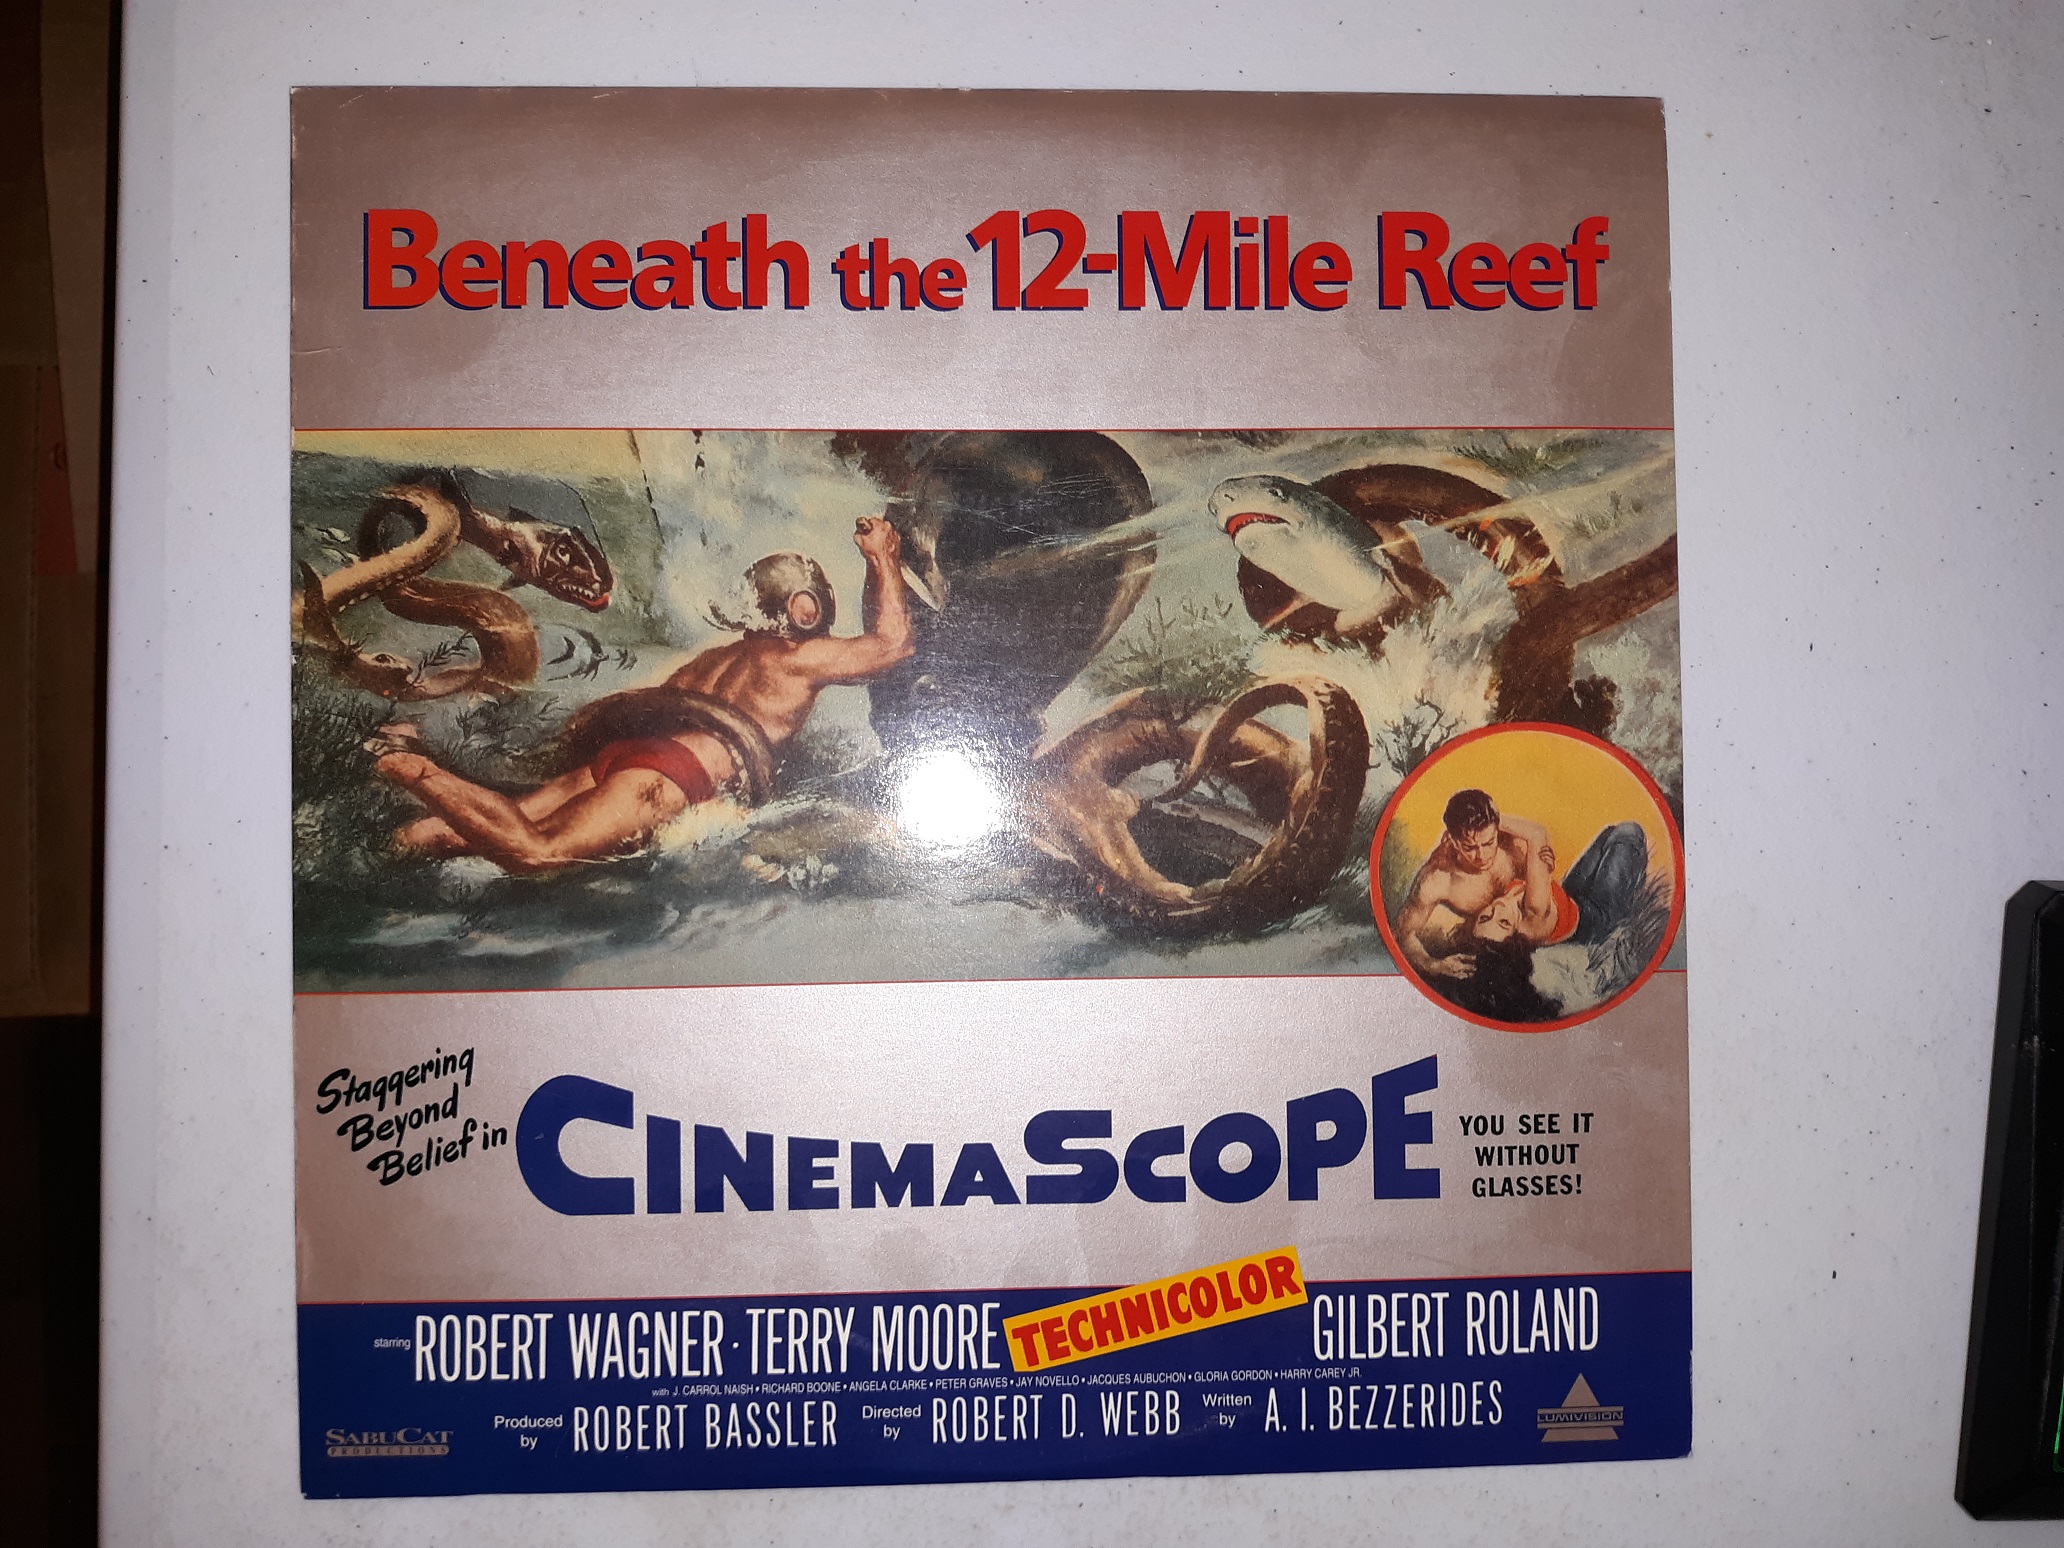 Beneath the 12-Mile Reef
Staggering
Beyond
Belief in
CINEMASCOPE
YOU SEE IT
WITHOUT
GLASSES!
starring ROBERT WAGNER · TERRY MOORE TECHNICOLOR GILBERT ROLAND
with J. CARROL NAISH • RICHARD BOONE • ANGELA CLARKE • PETER GRAVES • JAY NOVELLO • JACQUES AUBUCHON • GLORIA GORDON • HARRY CAREY JR.
Produced by ROBERT BASSLER Directed by ROBERT D. WEBB Written by A. I. BEZZERIDES
SABUCAT
PRODUCTIONS
LUMIVISION